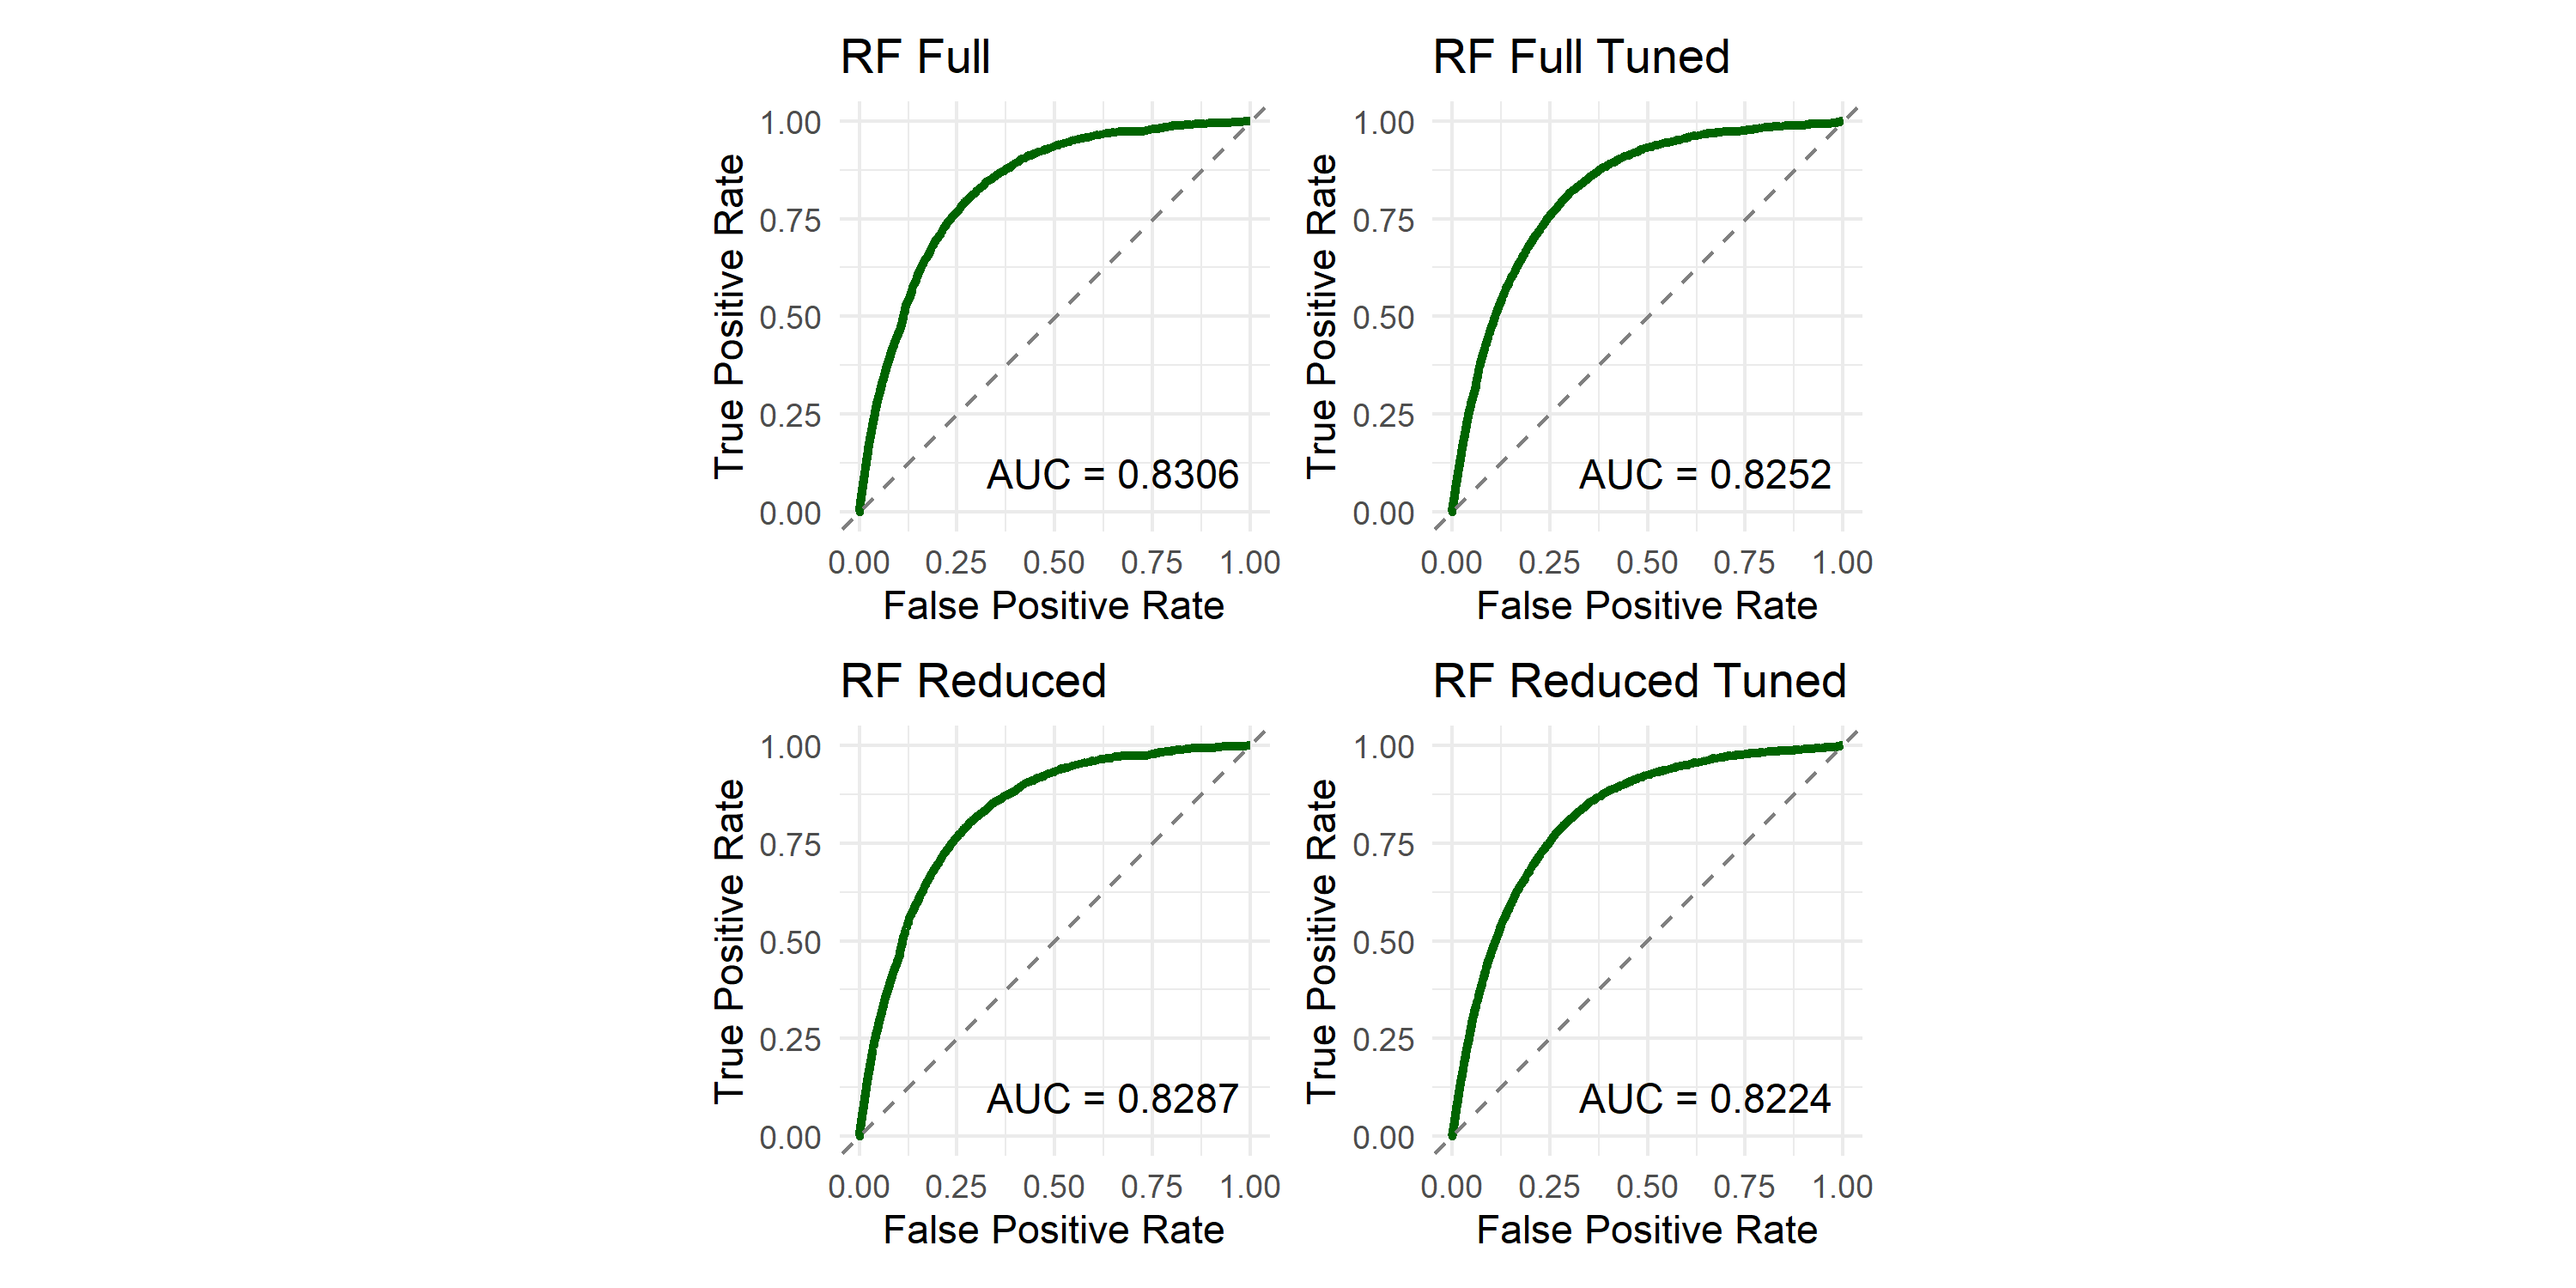 RF Full
True Positive Rate
1.00
0.75
0.50
0.25
0.00
AUC = 0.8306
0.00 0.25 0.50 0.75 1.00
False Positive Rate
RF Full Tuned
True Positive Rate
1.00
0.75
0.50
0.25
0.00
AUC = 0.8252
0.00 0.25 0.50 0.75 1.00
False Positive Rate
RF Reduced
True Positive Rate
1.00
0.75
0.50
0.25
0.00
AUC = 0.8287
0.00 0.25 0.50 0.75 1.00
False Positive Rate
RF Reduced Tuned
True Positive Rate
1.00
0.75
0.50
0.25
0.00
AUC = 0.8224
0.00 0.25 0.50 0.75 1.00
False Positive Rate